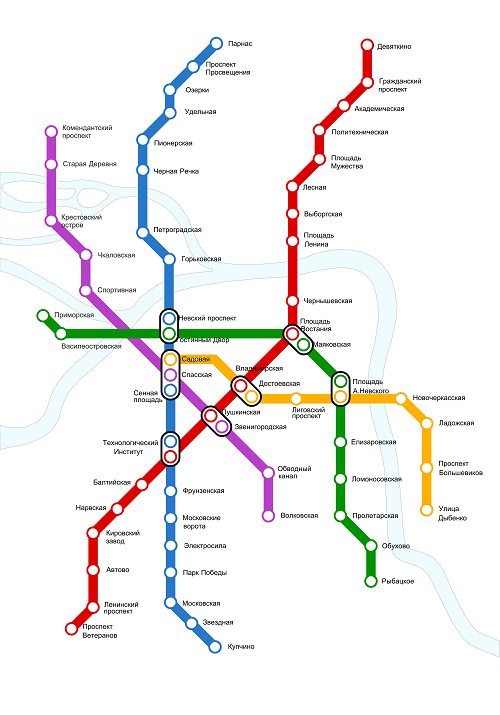 Парнас
Проспект
Просвещения
Озерки
Удельная
Пионерская
Черная Речка
Петроградская
Горьковская
Невский проспект
Гостиный Двор
Девяткино
Гражданский
проспект
Академическая
Политехническая
Площадь
Мужества
Лесная
Выборгская
Площадь
Ленина
Чернышевская
Площадь
Восстания
Маяковская
Комендантский
проспект
Старая Деревня
Крестовский
остров
Чкаловская
Спортивная
Приморская
Василеостровская
Садовая
Спасская
Сенная
площадь
Владимирская
Достоевская
Лиговский
проспект
Площадь
А.Невского
Новочеркасская
Ладожская
Проспект
Большевиков
Улица
Дыбенко
Пушкинская
Звенигородская
Технологический
Институт
Обводный
канал
Волковская
Елизаровская
Ломоносовская
Пролетарская
Обухово
Рыбацкое
Балтийская
Нарвская
Кировский
завод
Автово
Ленинский
проспект
Проспект
Ветеранов
Фрунзенская
Московские
ворота
Электросила
Парк Победы
Московская
Звездная
Купчино